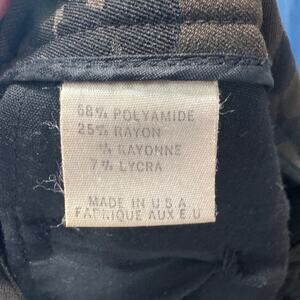 68% POLYAMIDE
25% RAYON
% RAYONNE
7% LYCRA
MADE IN U.S.A
FABRIQUE AUX E.U